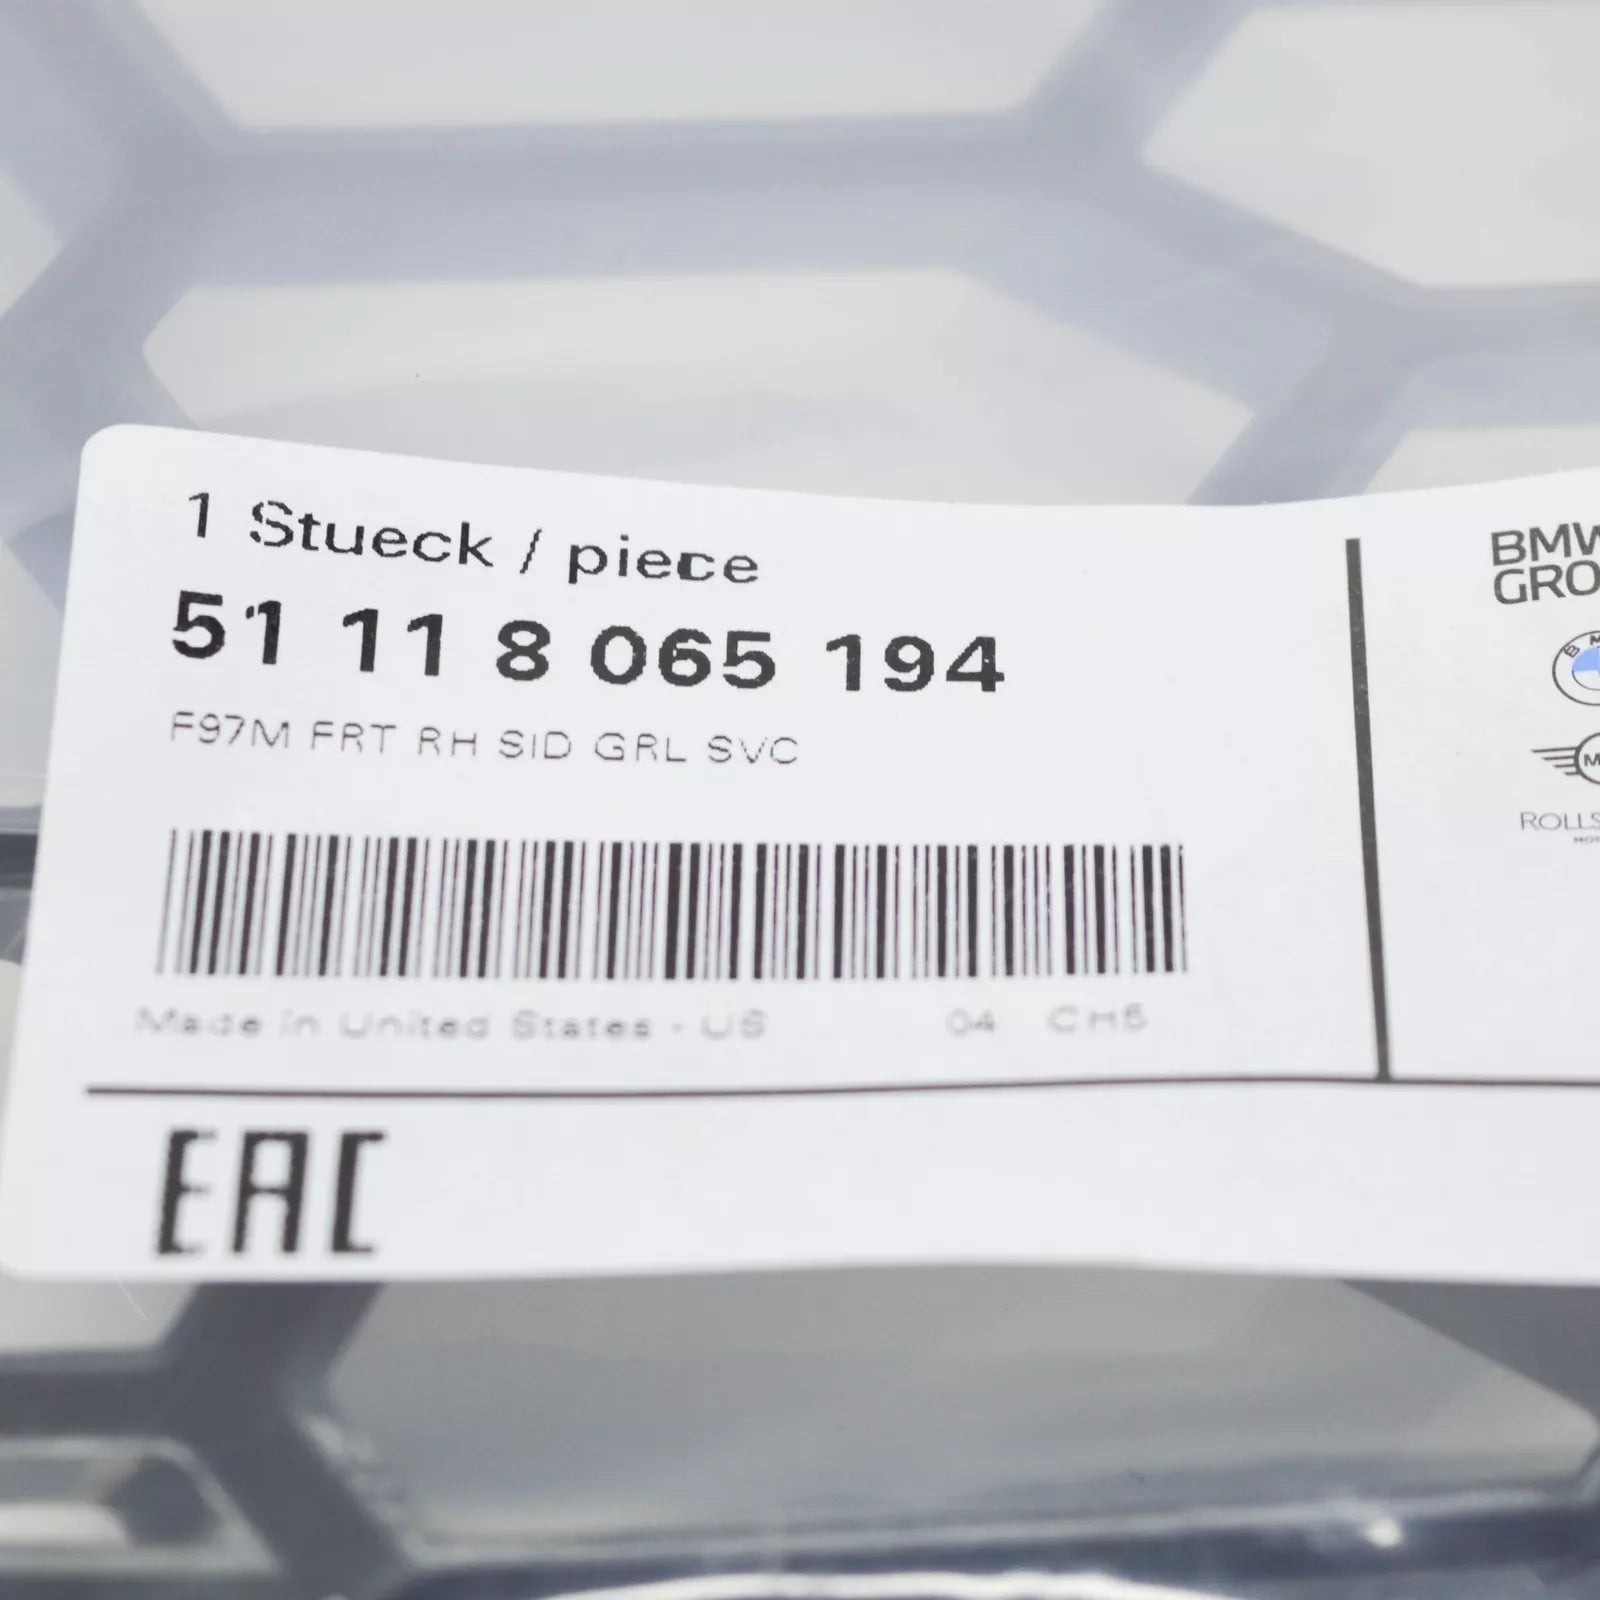 1 Stueck / piece
51 11 8 065 194
F97M FRT RH SID GRL SVC
Made in United States - US 04 CH5
EAC
BMW
GRO
ROLLS